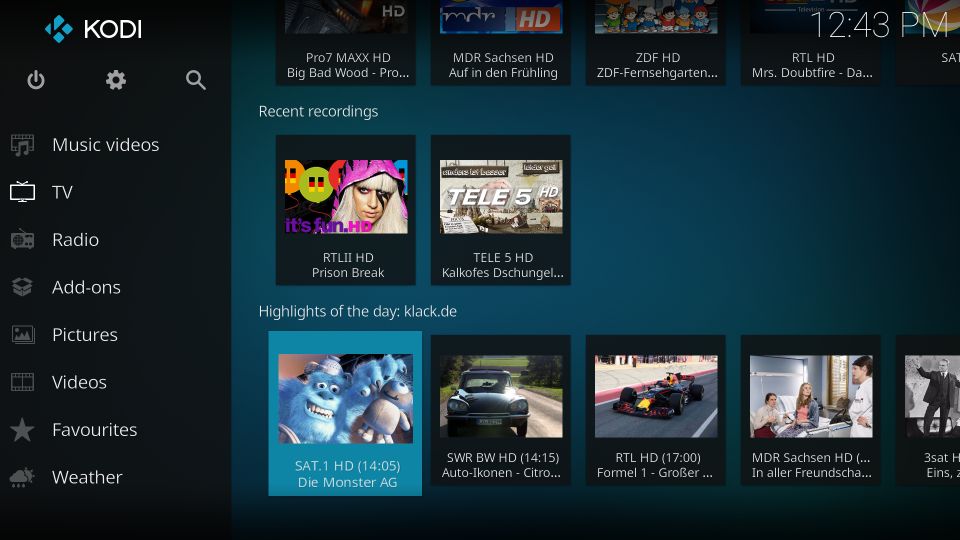 KODI
12:43 PM
Music videos
TV
Radio
Add-ons
Pictures
Videos
Favourites
Weather
HD
mdr HD
Television
Pro7 MAXX HD
Big Bad Wood - Pro...
MDR Sachsen HD
Auf in den Frühling
ZDF HD
ZDF-Fernsehgarten...
RTL HD
Mrs. Doubtfire - Da...
SAT
Recent recordings
it's fun.HD
RTLII HD
Prison Break
anders ist besser
leider geil
TELE 5 HD
TELE 5 HD
Kalkofes Dschungel...
Highlights of the day: klack.de
SAT.1 HD (14:05)
Die Monster AG
SWR BW HD (14:15)
Auto-Ikonen - Citro...
RTL HD (17:00)
Formel 1 - Großer ...
MDR Sachsen HD (...
In aller Freundscha...
3sat H
Eins, z